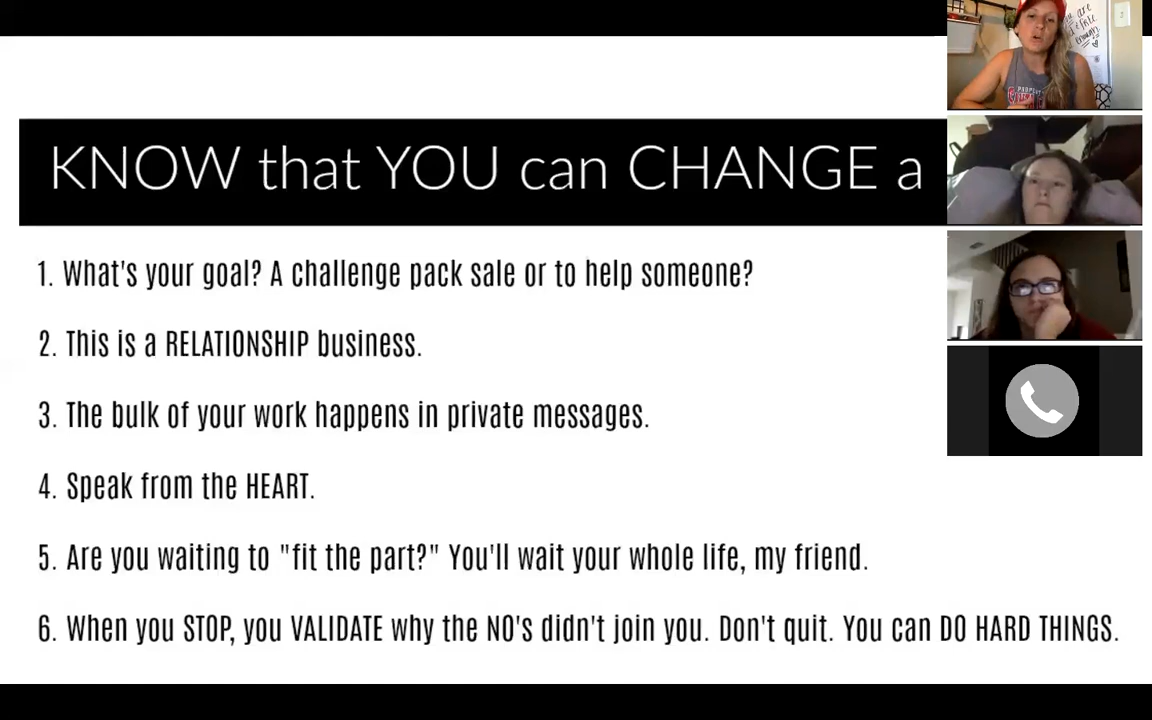 KNOW that YOU can CHANGE a
1. What's your goal? A challenge pack sale or to help someone?
2. This is a RELATIONSHIP business.
3. The bulk of your work happens in private messages.
4. Speak from the HEART.
5. Are you waiting to "fit the part?" You'll wait your whole life, my friend.
6. When you STOP, you VALIDATE why the NO's didn't join you. Don't quit. You can DO HARD THINGS.
are
enough.
PROPERTY